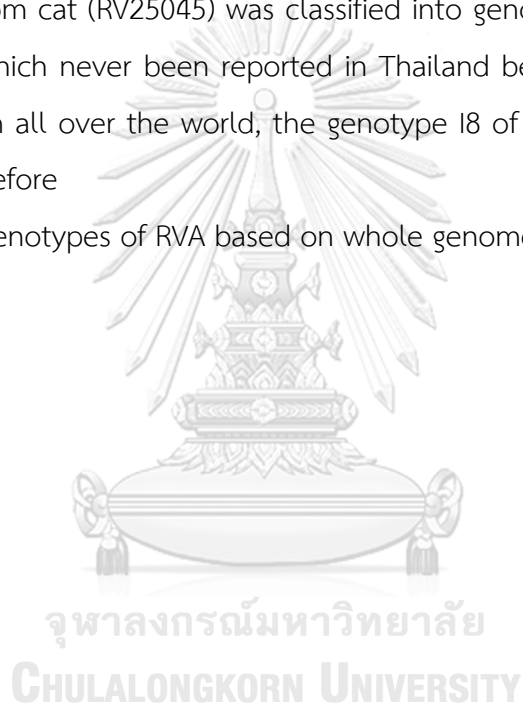 om cat (RV25045) was classified into geno
hich never been reported in Thailand be
n all over the world, the genotype I8 of
efore
enotypes of RVA based on whole genome
จุฬาลงกรณ์มหาวิทยาลัย
CHULALONGKORN UNIVERSITY